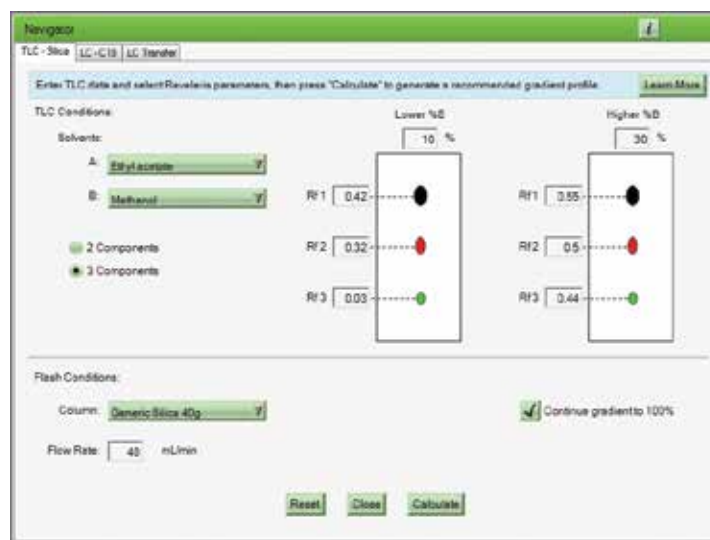 Navigator
i
TLC - Silica LC - C18 LC Transfer
Enter TLC data and select Reveleris parameters, then press "Calculate" to generate a recommended gradient profile. Learn More
TLC Conditions:
Lower %B Higher %B
Solvents:
10 % 30 %
A: Ethyl acetate
B: Methanol
Rf 1 0.42 Rf1 0.55
2 Components
Rf 2 0.32 Rf2 0.5
3 Components
Rf 3 0.03 Rf3 0.44
Flash Conditions:
Column: Generic Silica 40g
Continue gradient to 100%
Flow Rate: 40 mL/min
Reset Close Calculate